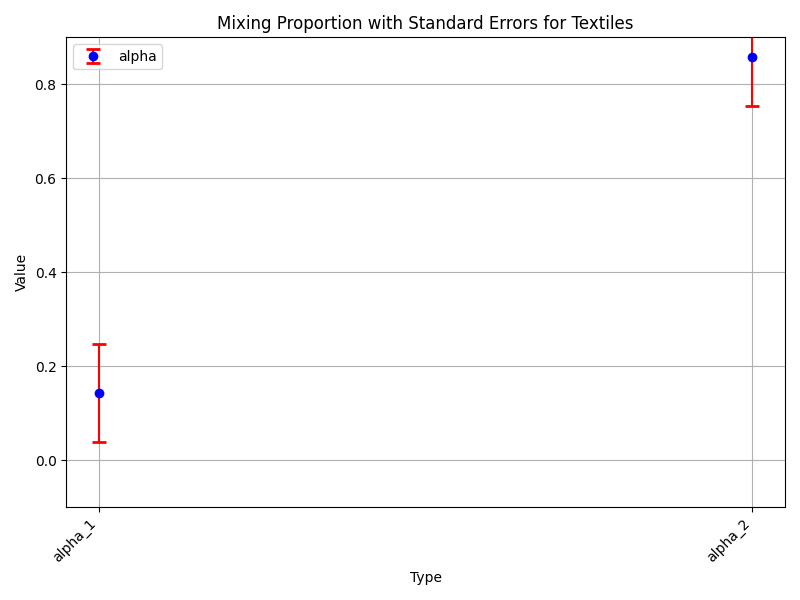 Mixing Proportion with Standard Errors for Textiles
alpha
0.8
0.6
0.4
0.2
0.0
Value
alpha_1
alpha_2
Type